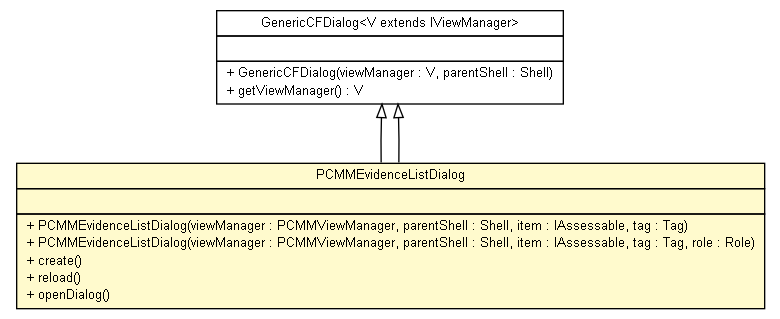 GenericCFDialog<V extends IViewManager>
+ GenericCFDialog(viewManager : V, parentShell : Shell)
+ getViewManager() : V
PCMMEvidenceListDialog
+ PCMMEvidenceListDialog(viewManager : PCMMViewManager, parentShell : Shell, item : IAssessable, tag : Tag)
+ PCMMEvidenceListDialog(viewManager : PCMMViewManager, parentShell : Shell, item : IAssessable, tag : Tag, role : Role)
+ create()
+ reload()
+ openDialog()